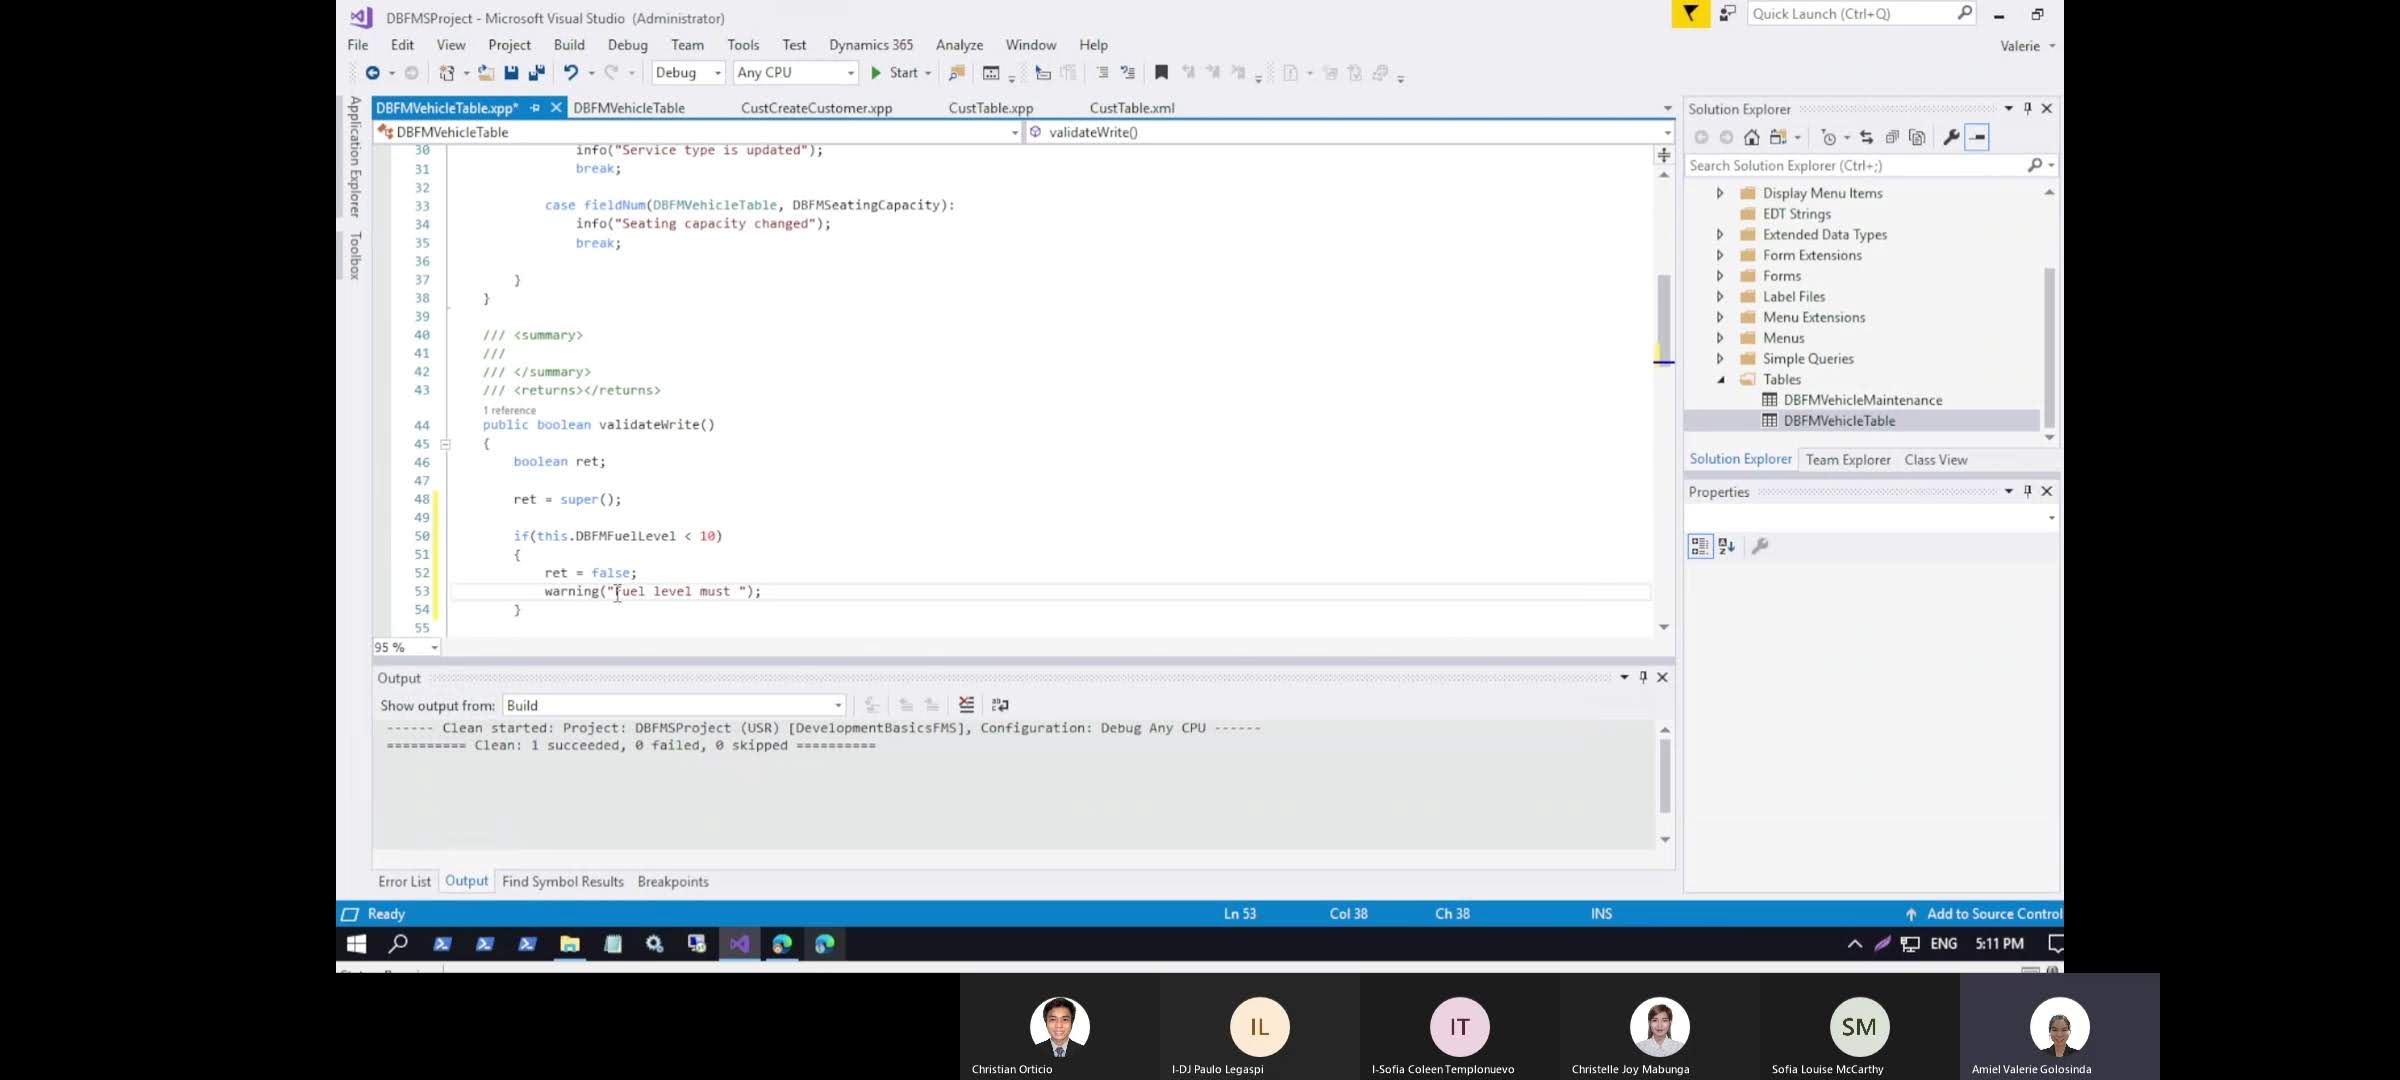 DBFMSProject - Microsoft Visual Studio (Administrator)
Quick Launch (Ctrl+Q)
File Edit View Project Build Debug Team Tools Test Dynamics 365 Analyze Window Help
Valerie
Debug Any CPU Start
Application Explorer
Toolbox
DBFMVehicleTable.xpp* DBFMVehicleTable CustCreateCustomer.xpp CustTable.xpp CustTable.xml
DBFMVehicleTable validateWrite()
30 info("Service type is updated");
31 break;
32
33 case fieldNum(DBFMVehicleTable, DBFMSeatingCapacity):
34 info("Seating capacity changed");
35 break;
36
37 }
38 }
39
40 /// <summary>
41 ///
42 /// </summary>
43 /// <returns></returns>
1 reference
44 public boolean validateWrite()
45 {
46 boolean ret;
47
48 ret = super();
49
50 if(this.DBFMFuelLevel < 10)
51 {
52 ret = false;
53 warning("fuel level must ");
54 }
55
95 %
Output
Show output from: Build
------ Clean started: Project: DBFMSProject (USR) [DevelopmentBasicsFMS], Configuration: Debug Any CPU ------
========== Clean: 1 succeeded, 0 failed, 0 skipped ==========
Error List Output Find Symbol Results Breakpoints
Solution Explorer
Search Solution Explorer (Ctrl+;)
Display Menu Items
EDT Strings
Extended Data Types
Form Extensions
Forms
Label Files
Menu Extensions
Menus
Simple Queries
Tables
DBFMVehicleMaintenance
DBFMVehicleTable
Solution Explorer Team Explorer Class View
Properties
Ready Ln 53 Col 38 Ch 38 INS Add to Source Control
ENG 5:11 PM
IL IT SM
Christian Orticio I-DJ Paulo Legaspi I-Sofia Coleen Templonuevo Christelle Joy Mabunga Sofia Louise McCarthy Amiel Valerie Golosinda